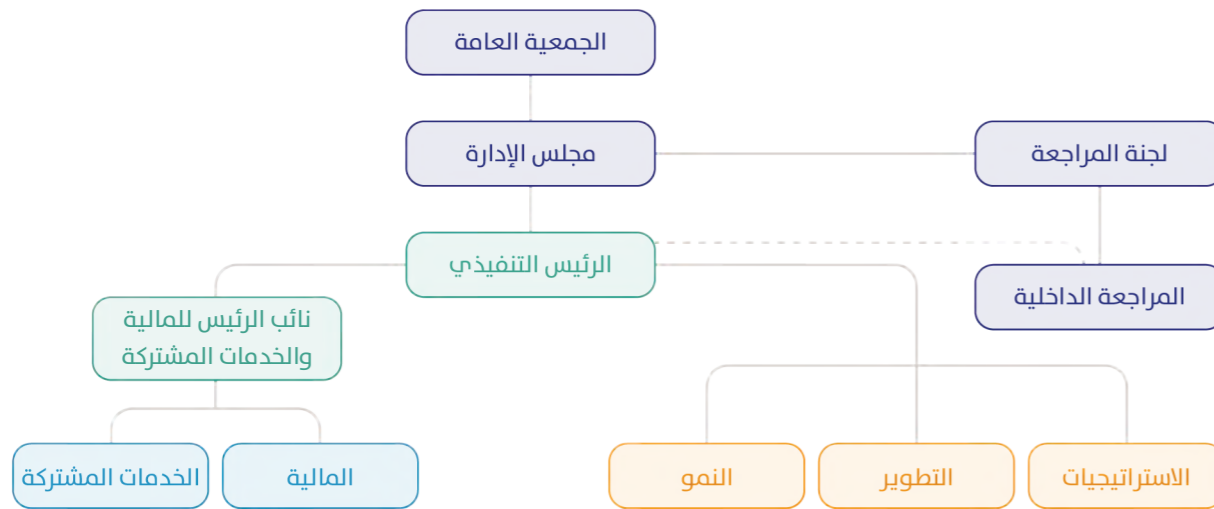 الجمعية العامة
مجلس الإدارة
لجنة المراجعة
الرئيس التنفيذي
المراجعة الداخلية
نائب الرئيس للمالية
والخدمات المشتركة
الاستراتيجيات
التطوير
النمو
المالية
الخدمات المشتركة